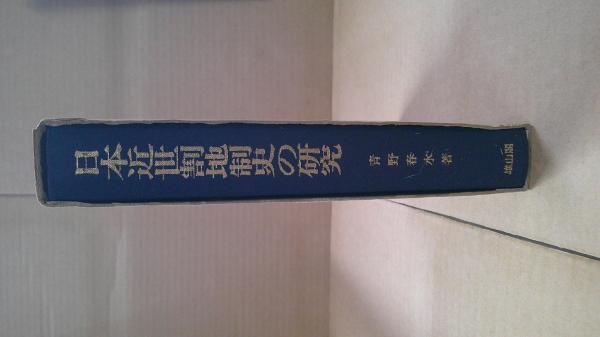 日本近世割地制史の研究
青野春水著
雄山閣